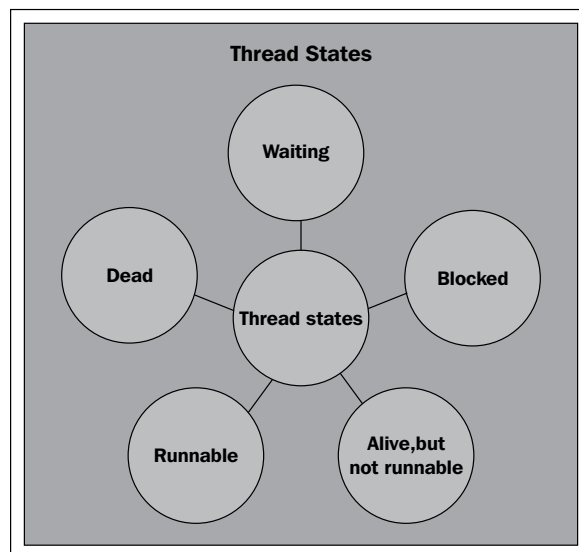 Thread States
Waiting
Dead
Blocked
Thread states
Runnable
Alive,but
not runnable